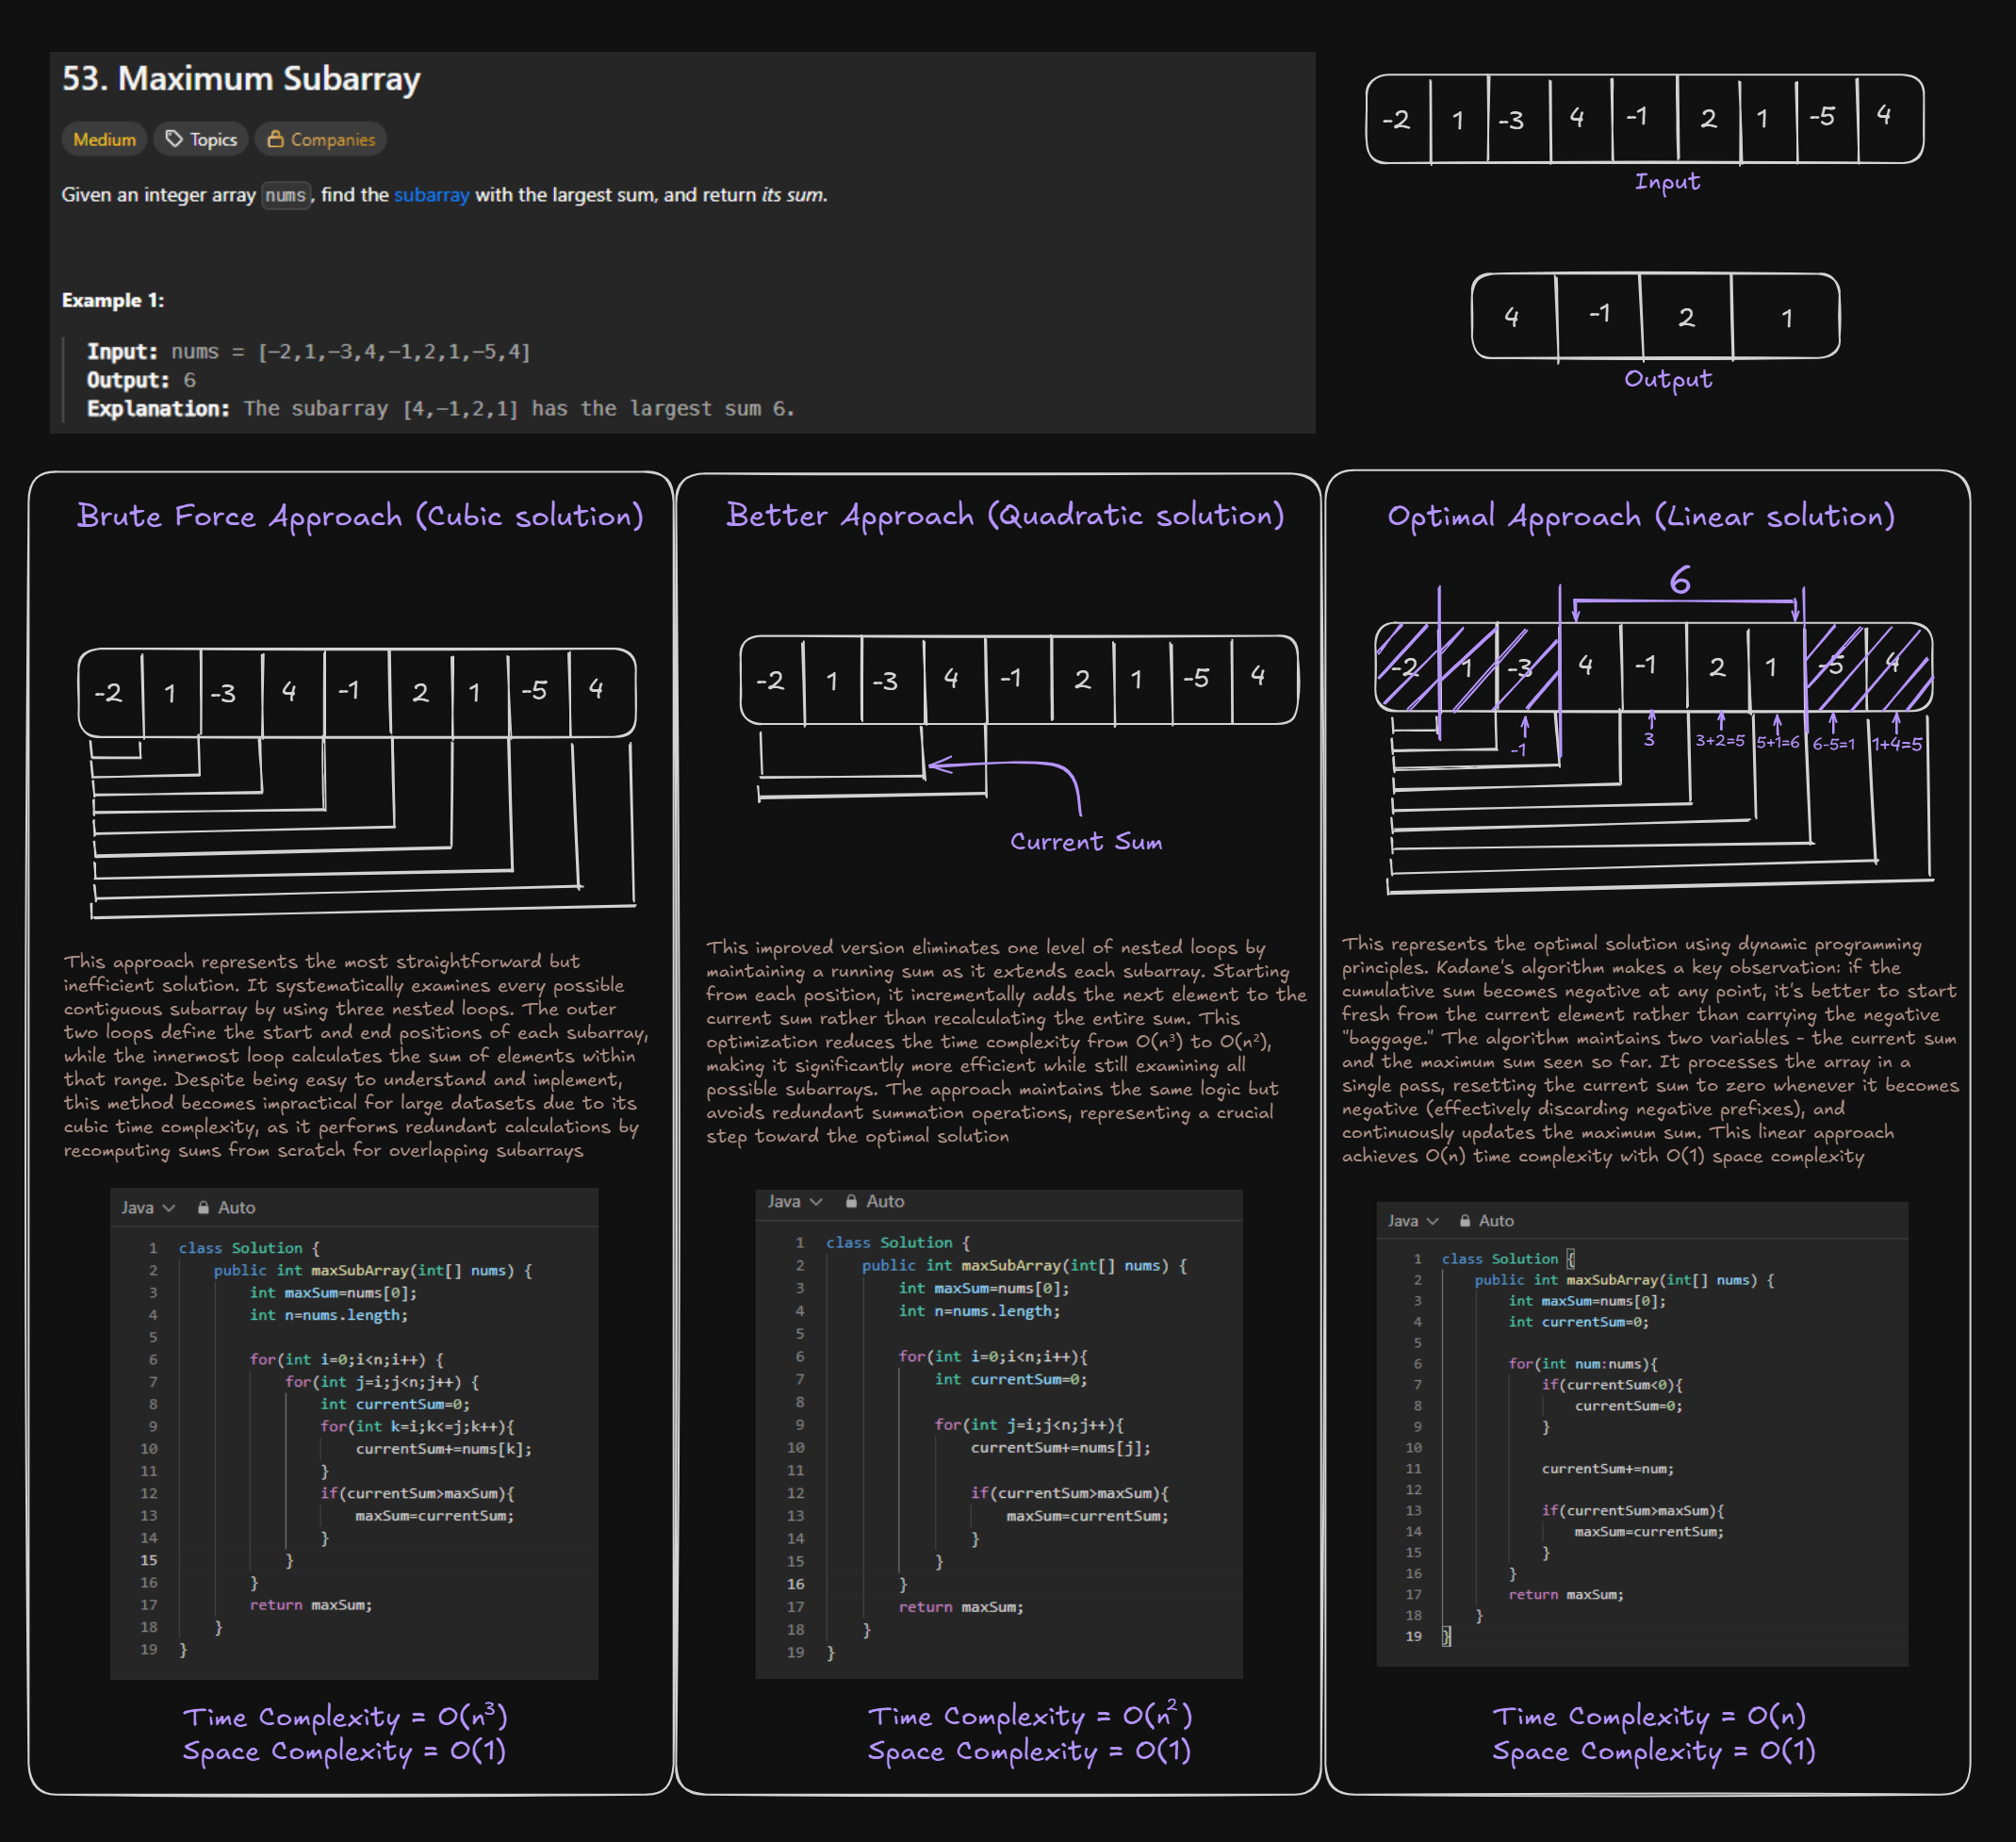 53. Maximum Subarray
Medium Topics Companies
Given an integer array nums, find the subarray with the largest sum, and return its sum.
Example 1:
Input: nums = [-2,1,-3,4,-1,2,1,-5,4]
Output: 6
Explanation: The subarray [4,-1,2,1] has the largest sum 6.
-2 1 -3 4 -1 2 1 -5 4
Input
4 -1 2 1
Output
Brute Force Approach (Cubic solution)
-2 1 -3 4 -1 2 1 -5 4
This approach represents the most straightforward but
inefficient solution. It systematically examines every possible
contiguous subarray by using three nested loops. The outer
two loops define the start and end positions of each subarray,
while the innermost loop calculates the sum of elements within
that range. Despite being easy to understand and implement,
this method becomes impractical for large datasets due to its
cubic time complexity, as it performs redundant calculations by
recomputing sums from scratch for overlapping subarrays
Java Auto
1 class Solution {
2 public int maxSubArray(int[] nums) {
3 int maxSum=nums[0];
4 int n=nums.length;
5
6 for(int i=0;i<n;i++) {
7 for(int j=i;j<n;j++) {
8 int currentSum=0;
9 for(int k=i;k<=j;k++){
10 currentSum+=nums[k];
11 }
12 if(currentSum>maxSum){
13 maxSum=currentSum;
14 }
15 }
16 }
17 return maxSum;
18 }
19 }
Time Complexity = O(n³)
Space Complexity = O(1)
Better Approach (Quadratic solution)
-2 1 -3 4 -1 2 1 -5 4
Current Sum
This improved version eliminates one level of nested loops by
maintaining a running sum as it extends each subarray. Starting
from each position, it incrementally adds the next element to the
current sum rather than recalculating the entire sum. This
optimization reduces the time complexity from O(n³) to O(n²),
making it significantly more efficient while still examining all
possible subarrays. The approach maintains the same logic but
avoids redundant summation operations, representing a crucial
step toward the optimal solution
Java Auto
1 class Solution {
2 public int maxSubArray(int[] nums) {
3 int maxSum=nums[0];
4 int n=nums.length;
5
6 for(int i=0;i<n;i++){
7 int currentSum=0;
8
9 for(int j=i;j<n;j++){
10 currentSum+=nums[j];
11
12 if(currentSum>maxSum){
13 maxSum=currentSum;
14 }
15 }
16 }
17 return maxSum;
18 }
19 }
Time Complexity = O(n²)
Space Complexity = O(1)
Optimal Approach (Linear solution)
6
-2 1 -3 4 -1 2 1 -5 4
-1 3 3+2=5 5+1=6 6-5=1 1+4=5
This represents the optimal solution using dynamic programming
principles. Kadane's algorithm makes a key observation: if the
cumulative sum becomes negative at any point, it's better to start
fresh from the current element rather than carrying the negative
"baggage." The algorithm maintains two variables - the current sum
and the maximum sum seen so far. It processes the array in a
single pass, resetting the current sum to zero whenever it becomes
negative (effectively discarding negative prefixes), and
continuously updates the maximum sum. This linear approach
achieves O(n) time complexity with O(1) space complexity
Java Auto
1 class Solution {
2 public int maxSubArray(int[] nums) {
3 int maxSum=nums[0];
4 int currentSum=0;
5
6 for(int num:nums){
7 if(currentSum<0){
8 currentSum=0;
9 }
10
11 currentSum+=num;
12
13 if(currentSum>maxSum){
14 maxSum=currentSum;
15 }
16 }
17 return maxSum;
18 }
19 }
Time Complexity = O(n)
Space Complexity = O(1)